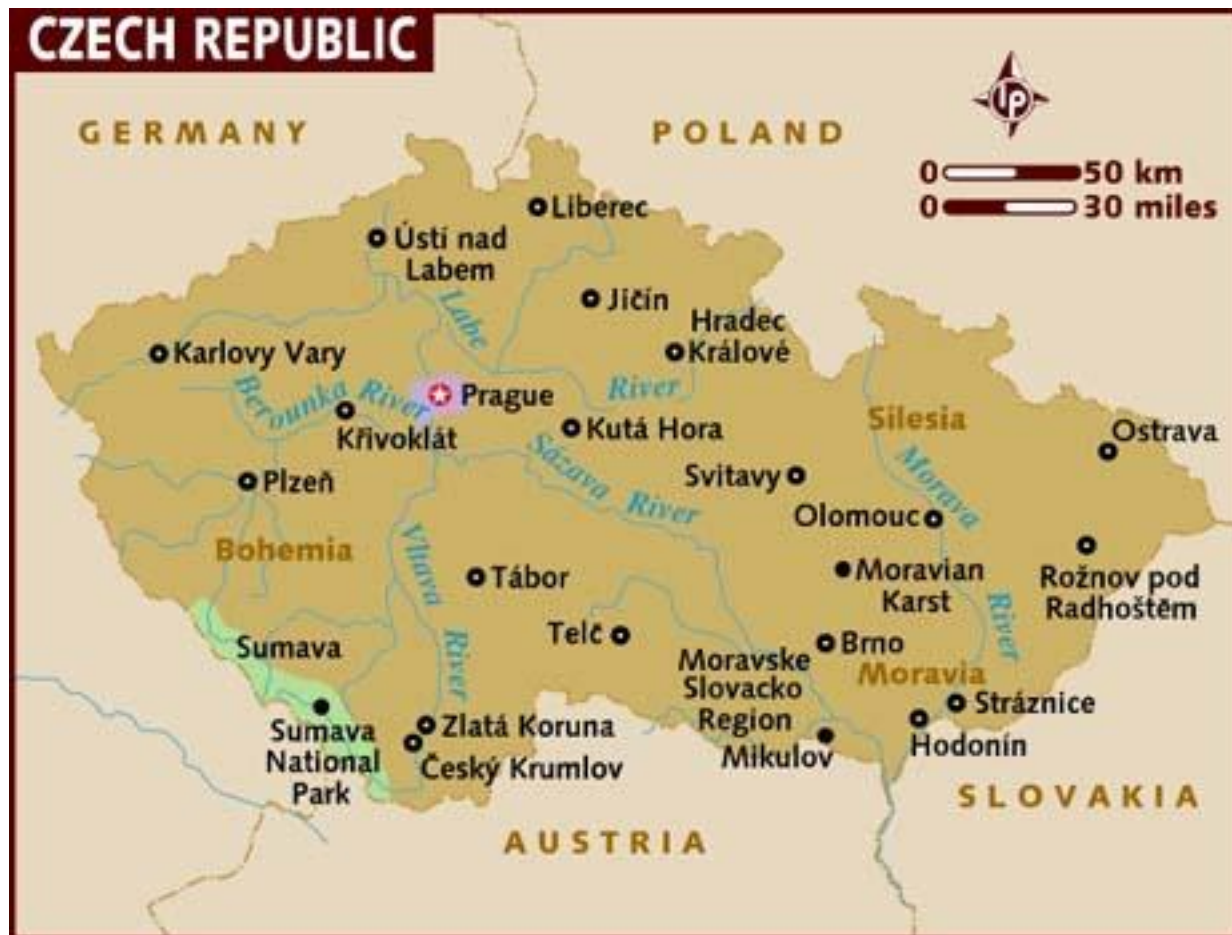 CZECH REPUBLIC
GERMANY
POLAND
lp
0 50 km
0 30 miles
Liberec
Ústí nad
Labem
Labe
Jičín
Hradec
Králové
Karlovy Vary
Berounka River
Prague
River
Křivoklát
Kutá Hora
Silesia
Ostrava
Plzeň
Sázava River
Svitavy
Morava
Olomouc
Bohemia
Vltava
Tábor
Moravian
Karst
River
Rožnov pod
Radhoštěm
Sumava
Telč
River
Brno
Moravske
Slovacko
Region
Moravia
Sumava
National
Park
Zlatá Koruna
Český Krumlov
Mikulov
Stráznice
Hodonín
SLOVAKIA
AUSTRIA